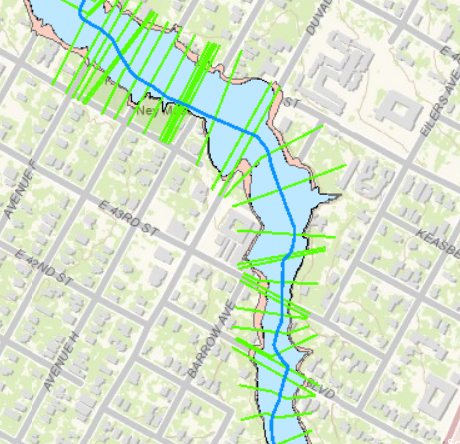 DUVAL
ST
EILERS AVE
AVENUE F
E 43RD ST
KEASBE
E 42ND ST
BARROW AVE
AVENUE H
BLVD